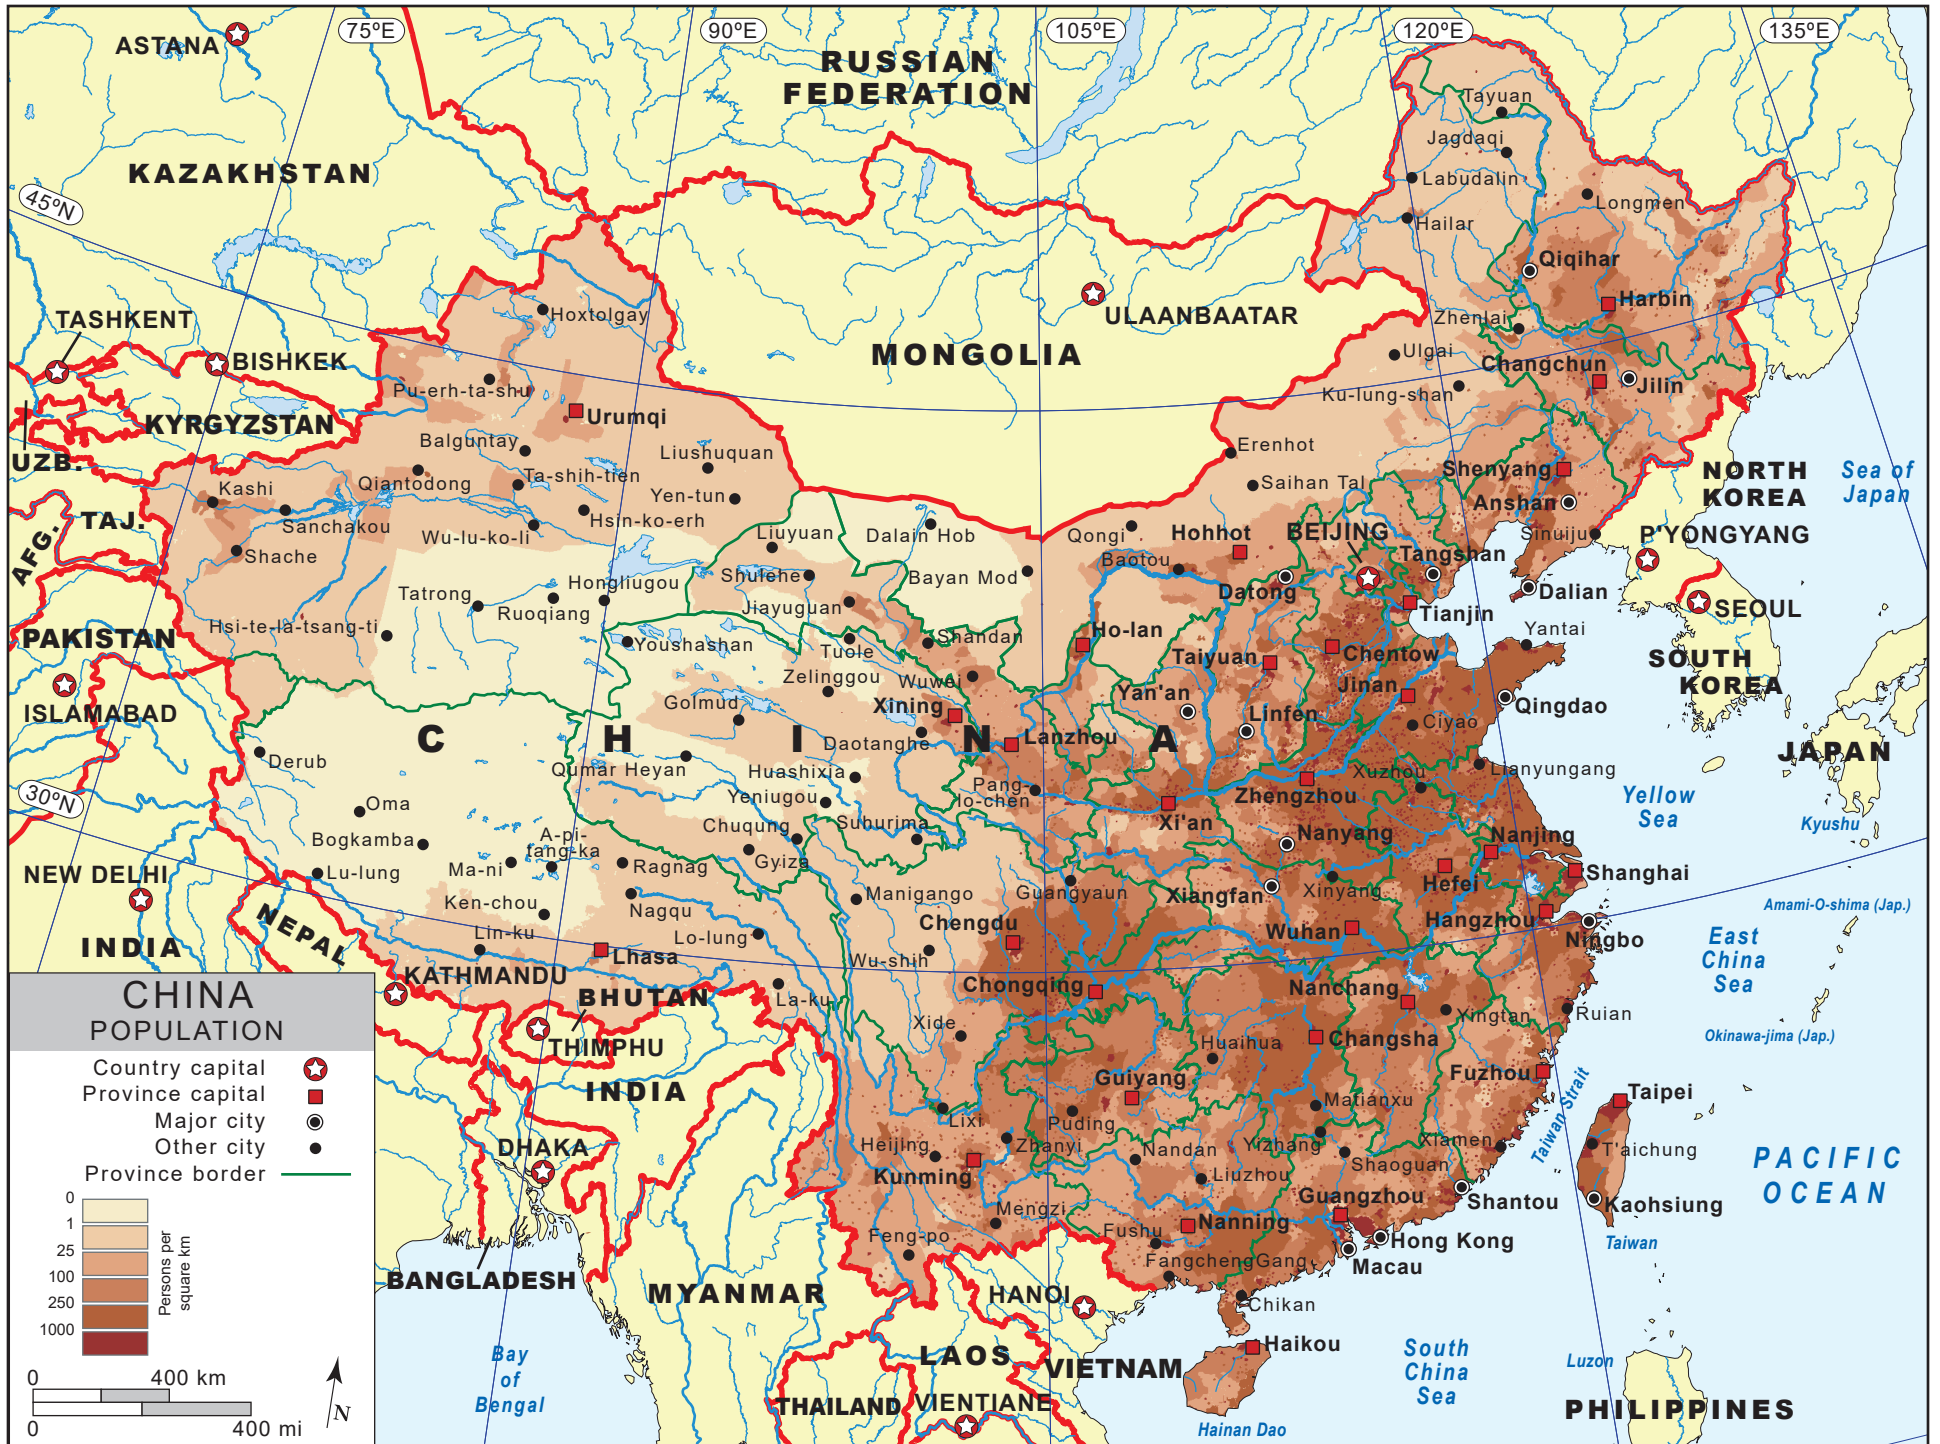 75ºE
90ºE
105ºE
120ºE
135ºE
ASTANA
RUSSIAN
FEDERATION
Tayuan
Jagdaqi
KAZAKHSTAN
Labudalin
45ºN
Longmen
Hailar
Qiqihar
Harbin
TASHKENT
Hoxtolgay
ULAANBAATAR
Zhenlai
BISHKEK
MONGOLIA
Ulgai
Changchun
Jilin
Pu-erh-ta-shu
Ku-lung-shan
KYRGYZSTAN
Urumqi
Balguntay
Liushuquan
Erenhot
UZB.
Shenyang
NORTH
KOREA
Sea of
Japan
Kashi
Qiantodong
Ta-shih-tien
Yen-tun
Saihan Tal
Anshan
TAJ.
Sanchakou
Hsin-ko-erh
AFG.
Wu-lu-ko-li
Liuyuan
Dalain Hob
Qongi
Hohhot
BEIJING
Sinuiju
P'YONGYANG
Shache
Baotou
Tangshan
Hongliugou
Shulehe
Bayan Mod
Datong
Dalian
Tatrong
Ruoqiang
Jiayuguan
Tianjin
SEOUL
Hsi-te-la-tsang-ti
Ho-lan
Yantai
PAKISTAN
Youshashan
Tuole
Shandan
Taiyuan
Chentow
SOUTH
KOREA
Zelinggou
Wuwei
Yan'an
Jinan
ISLAMABAD
Golmud
Xining
Linfen
Ciyao
Qingdao
C H I N A
Daotanghe
Lanzhou
JAPAN
Derub
Qumar Heyan
Huashixia
Pang-
lo-chen
Xuzhou
Lianyungang
30ºN
Oma
Yeniugou
Zhengzhou
Yellow
Sea
Bogkamba
A-pi-
tang-ka
Chuqung
Suhurima
Xi'an
Nanyang
Nanjing
Kyushu
NEW DELHI
Lu-lung
Ma-ni
Ragnag
Gyiza
Shanghai
Ken-chou
Nagqu
Manigango
Guangyaun
Xiangfan
Xinyang
Hefei
NEPAL
Chengdu
Hangzhou
Amami-O-shima (Jap.)
INDIA
Lin-ku
Lo-lung
Wuhan
Ningbo
East
China
Sea
Lhasa
Wu-shih
KATHMANDU
BHUTAN
La-ku
Chongqing
Nanchang
CHINA
POPULATION
Xide
Yingtan
Ruian
Okinawa-jima (Jap.)
THIMPHU
Huaihua
Changsha
Country capital
INDIA
Guiyang
Fuzhou
Taiwan Strait
Province capital
Taipei
Major city
Lixi
Puding
Matianxu
Other city
DHAKA
Heijing
Zhanyi
Nandan
Yizhang
Xiamen
T'aichung
PACIFIC
OCEAN
Province border
Kunming
Liuzhou
Shaoguan
0
1
25
100
250
1000
Persons per
square km
Guangzhou
Shantou
Kaohsiung
Mengzi
Fushu
Nanning
Feng-po
Hong Kong
Taiwan
BANGLADESH
FangchengGang
Macau
MYANMAR
HANOI
Chikan
Bay
of
Bengal
LAOS
VIETNAM
Haikou
South
China
Sea
Luzon
0 400 km
0 400 mi
N
THAILAND
VIENTIANE
Hainan Dao
PHILIPPINES